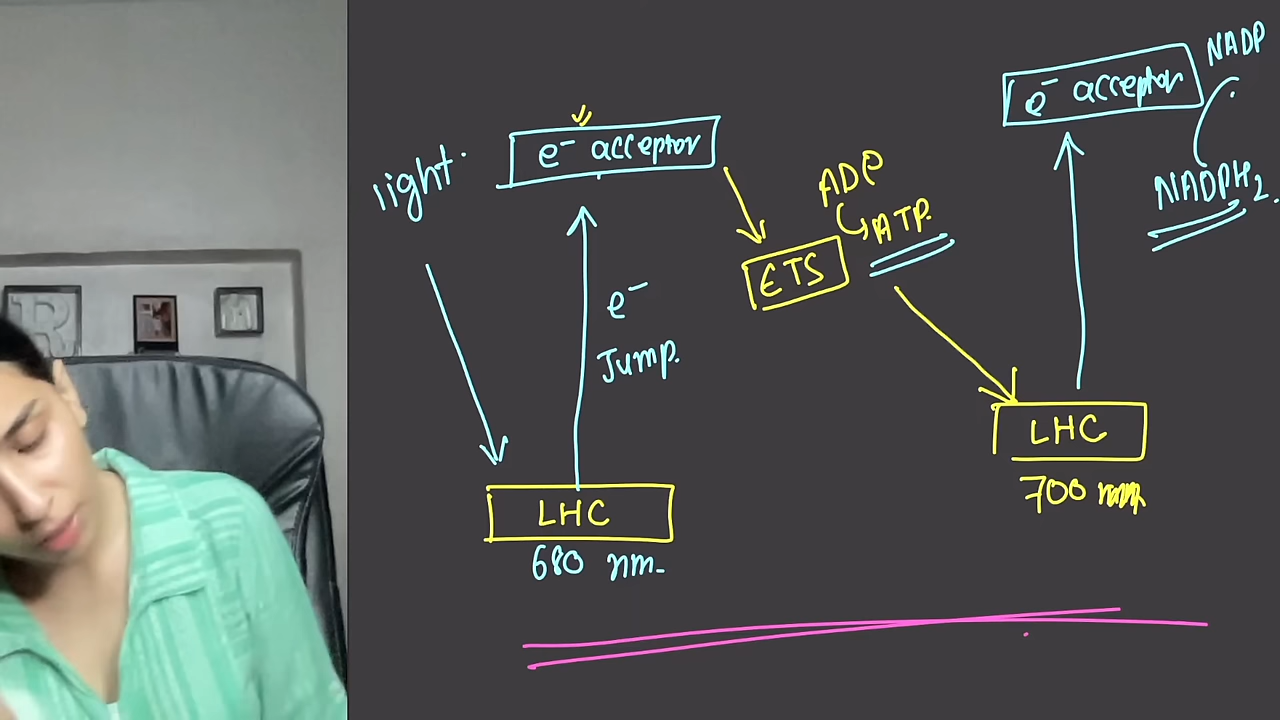 NADP
e⁻ acceptor
NADPH₂.
light
e⁻ acceptor
ADP
ATP.
ETS
e⁻
Jump.
LHC
700
LHC
680 nm